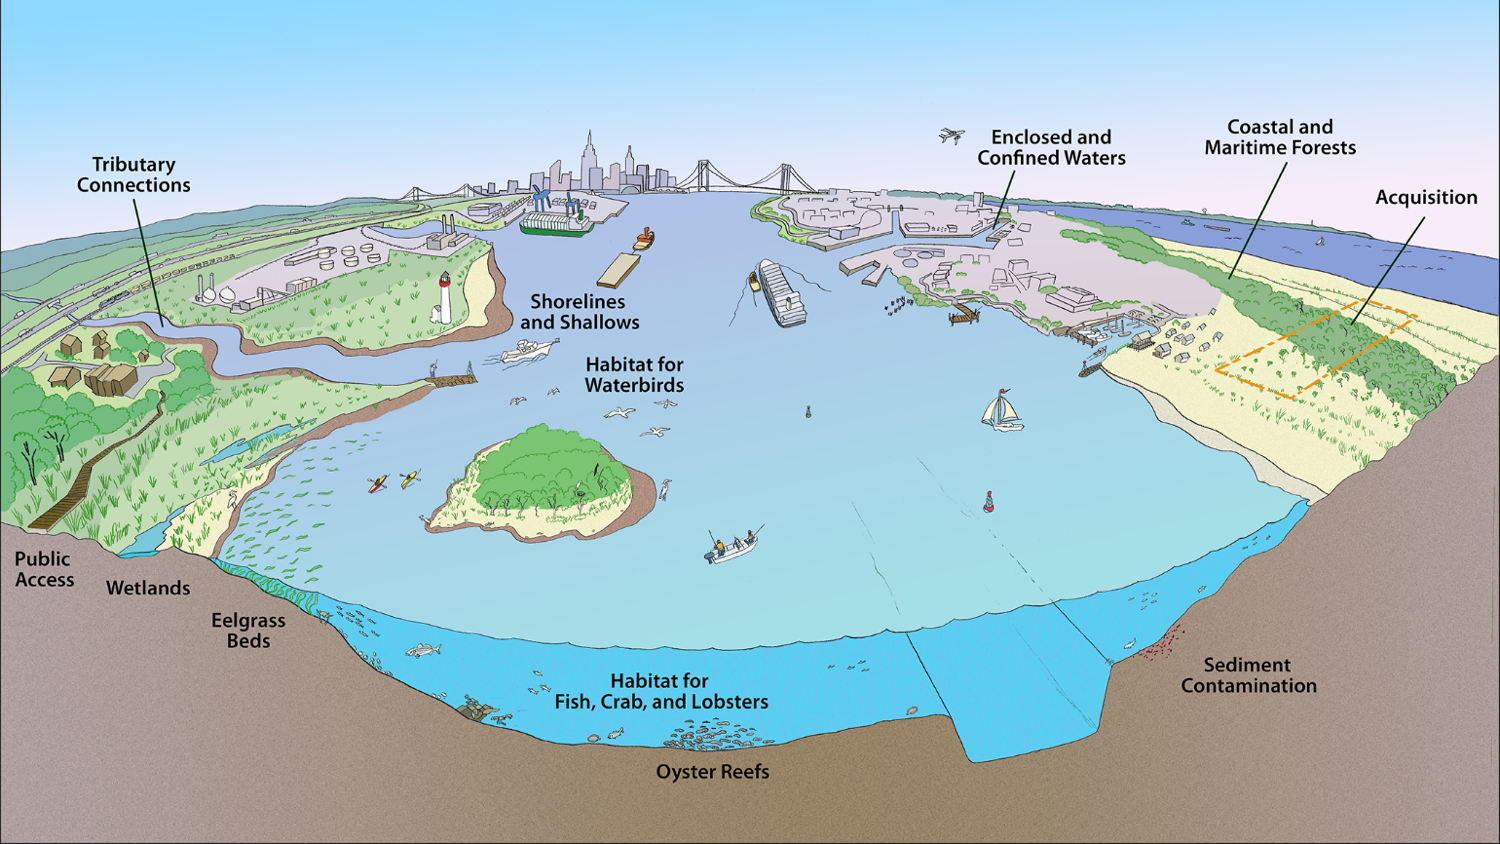 Tributary
Connections
Enclosed and
Confined Waters
Coastal and
Maritime Forests
Acquisition
Shorelines
and Shallows
Habitat for
Waterbirds
Public
Access
Wetlands
Eelgrass
Beds
Habitat for
Fish, Crab, and Lobsters
Sediment
Contamination
Oyster Reefs